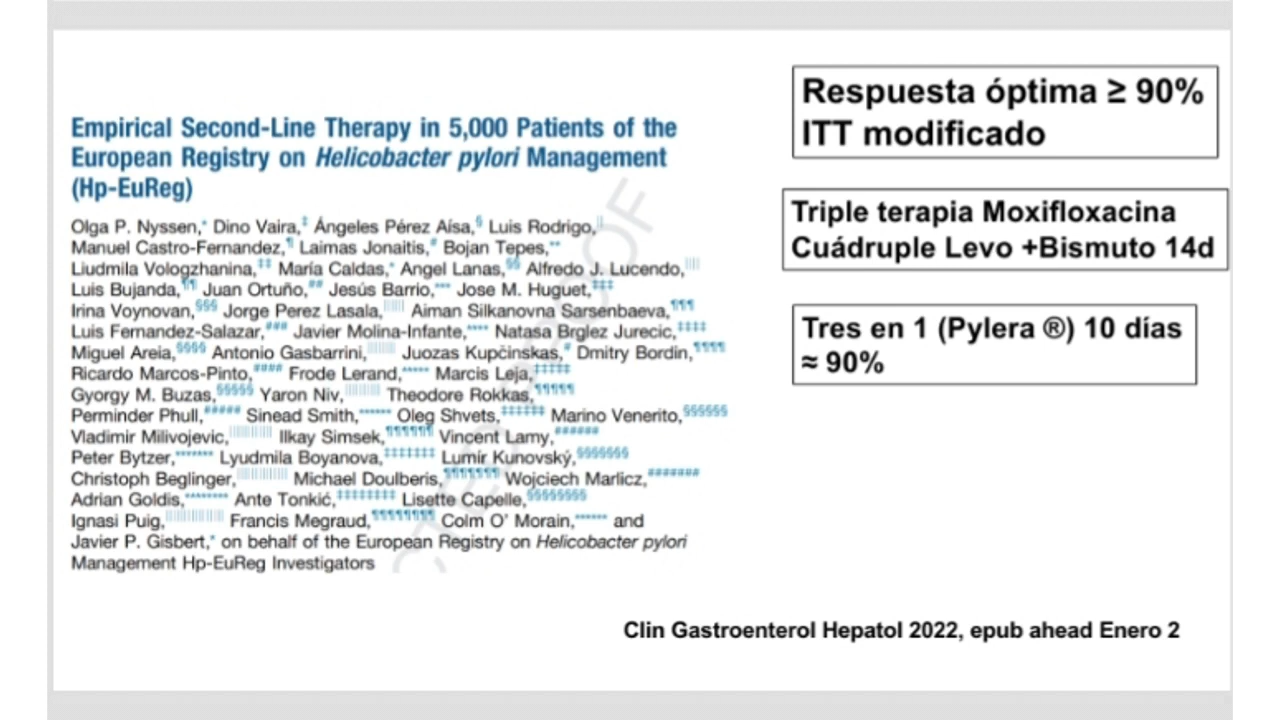 Empirical Second-Line Therapy in 5,000 Patients of the
European Registry on Helicobacter pylori Management
(Hp-EuReg)
Olga P. Nyssen,* Dino Vaira,‡ Ángeles Pérez Aísa,§ Luis Rodrigo,||
Manuel Castro-Fernandez,¶ Laimas Jonaitis,# Bojan Tepes,**
Liudmila Vologzhanina,‡‡ María Caldas,* Angel Lanas,§§ Alfredo J. Lucendo,||||
Luis Bujanda,¶¶ Juan Ortuño,## Jesús Barrio,*** Jose M. Huguet,‡‡‡
Irina Voynovan,§§§ Jorge Perez Lasala,|||||| Aiman Silkanovna Sarsenbaeva,¶¶¶
Luis Fernandez-Salazar,### Javier Molina-Infante,**** Natasa Brglez Jurecic,‡‡‡‡
Miguel Areia,§§§§ Antonio Gasbarrini,|||||||| Juozas Kupčinskas,# Dmitry Bordin,¶¶¶¶
Ricardo Marcos-Pinto,#### Frode Lerand,***** Marcis Leja,‡‡‡‡‡
Gyorgy M. Buzas,§§§§§ Yaron Niv,|||||||||| Theodore Rokkas,¶¶¶¶¶
Perminder Phull,##### Sinead Smith,****** Oleg Shvets,‡‡‡‡‡‡ Marino Venerito,§§§§§§
Vladimir Milivojevic,|||||||||||| Ilkay Simsek,¶¶¶¶¶¶ Vincent Lamy,######
Peter Bytzer,******* Lyudmila Boyanova,‡‡‡‡‡‡‡ Lumír Kunovský,§§§§§§§
Christoph Beglinger,|||||||||||||| Michael Doulberis,¶¶¶¶¶¶¶ Wojciech Marlicz,#######
Adrian Goldis,******** Ante Tonkić,‡‡‡‡‡‡‡‡ Lisette Capelle,§§§§§§§§
Ignasi Puig,|||||||||||||||| Francis Megraud,¶¶¶¶¶¶¶¶ Colm O' Morain,****** and
Javier P. Gisbert,* on behalf of the European Registry on Helicobacter pylori
Management Hp-EuReg Investigators
Respuesta óptima ≥ 90%
ITT modificado
Triple terapia Moxifloxacina
Cuádruple Levo +Bismuto 14d
Tres en 1 (Pylera ®) 10 días
≈ 90%
Clin Gastroenterol Hepatol 2022, epub ahead Enero 2